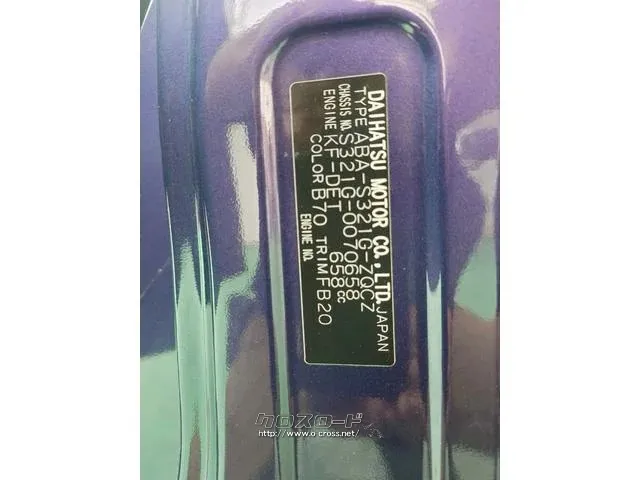 DAIHATSU MOTOR CO.,LTD. JAPAN
TYPE ABA-S321G-ZQCZ
CHASSIS NO. S321G-0070658
ENGINE KF-DET 658cc
COLOR B70 TRIM FB20
ENGINE NO.
クロスロード
http://www.o-cross.net/